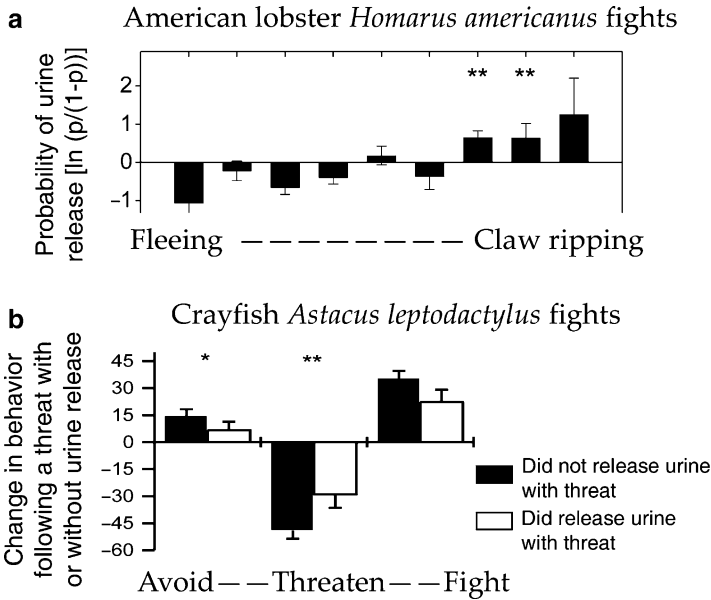 a
American lobster Homarus americanus fights
Probability of urine
release [ln (p/(1-p))]
2
1
0
−1
** **
Fleeing — — — — — — — Claw ripping
b
Crayfish Astacus leptodactylus fights
Change in behavior
following a threat with
or without urine release
45
30
15
0
−15
−30
−45
−60
* **
Did not release urine
with threat
Did release urine
with threat
Avoid — — Threaten — — Fight